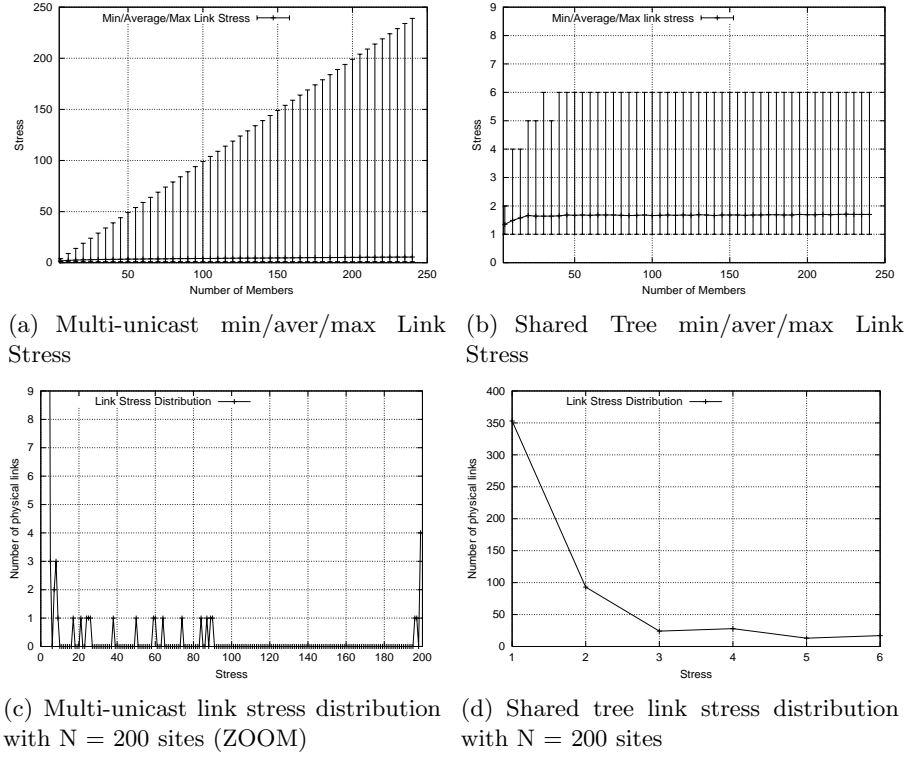 Min/Average/Max Link Stress
250
200
150
100
50
0
Stress
50 100 150 200 250
Number of Members
(a) Multi-unicast min/aver/max Link
Stress
Min/Average/Max link stress
9
8
7
6
5
4
3
2
1
0
Stress
50 100 150 200 250
Number of Members
(b) Shared Tree min/aver/max Link
Stress
Link Stress Distribution
9
8
7
6
5
4
3
2
1
0
Number of physical links
0 20 40 60 80 100 120 140 160 180 200
Stress
(c) Multi-unicast link stress distribution
with N = 200 sites (ZOOM)
Link Stress Distribution
400
350
300
250
200
150
100
50
0
Number of physical links
1 2 3 4 5 6
Stress
(d) Shared tree link stress distribution
with N = 200 sites